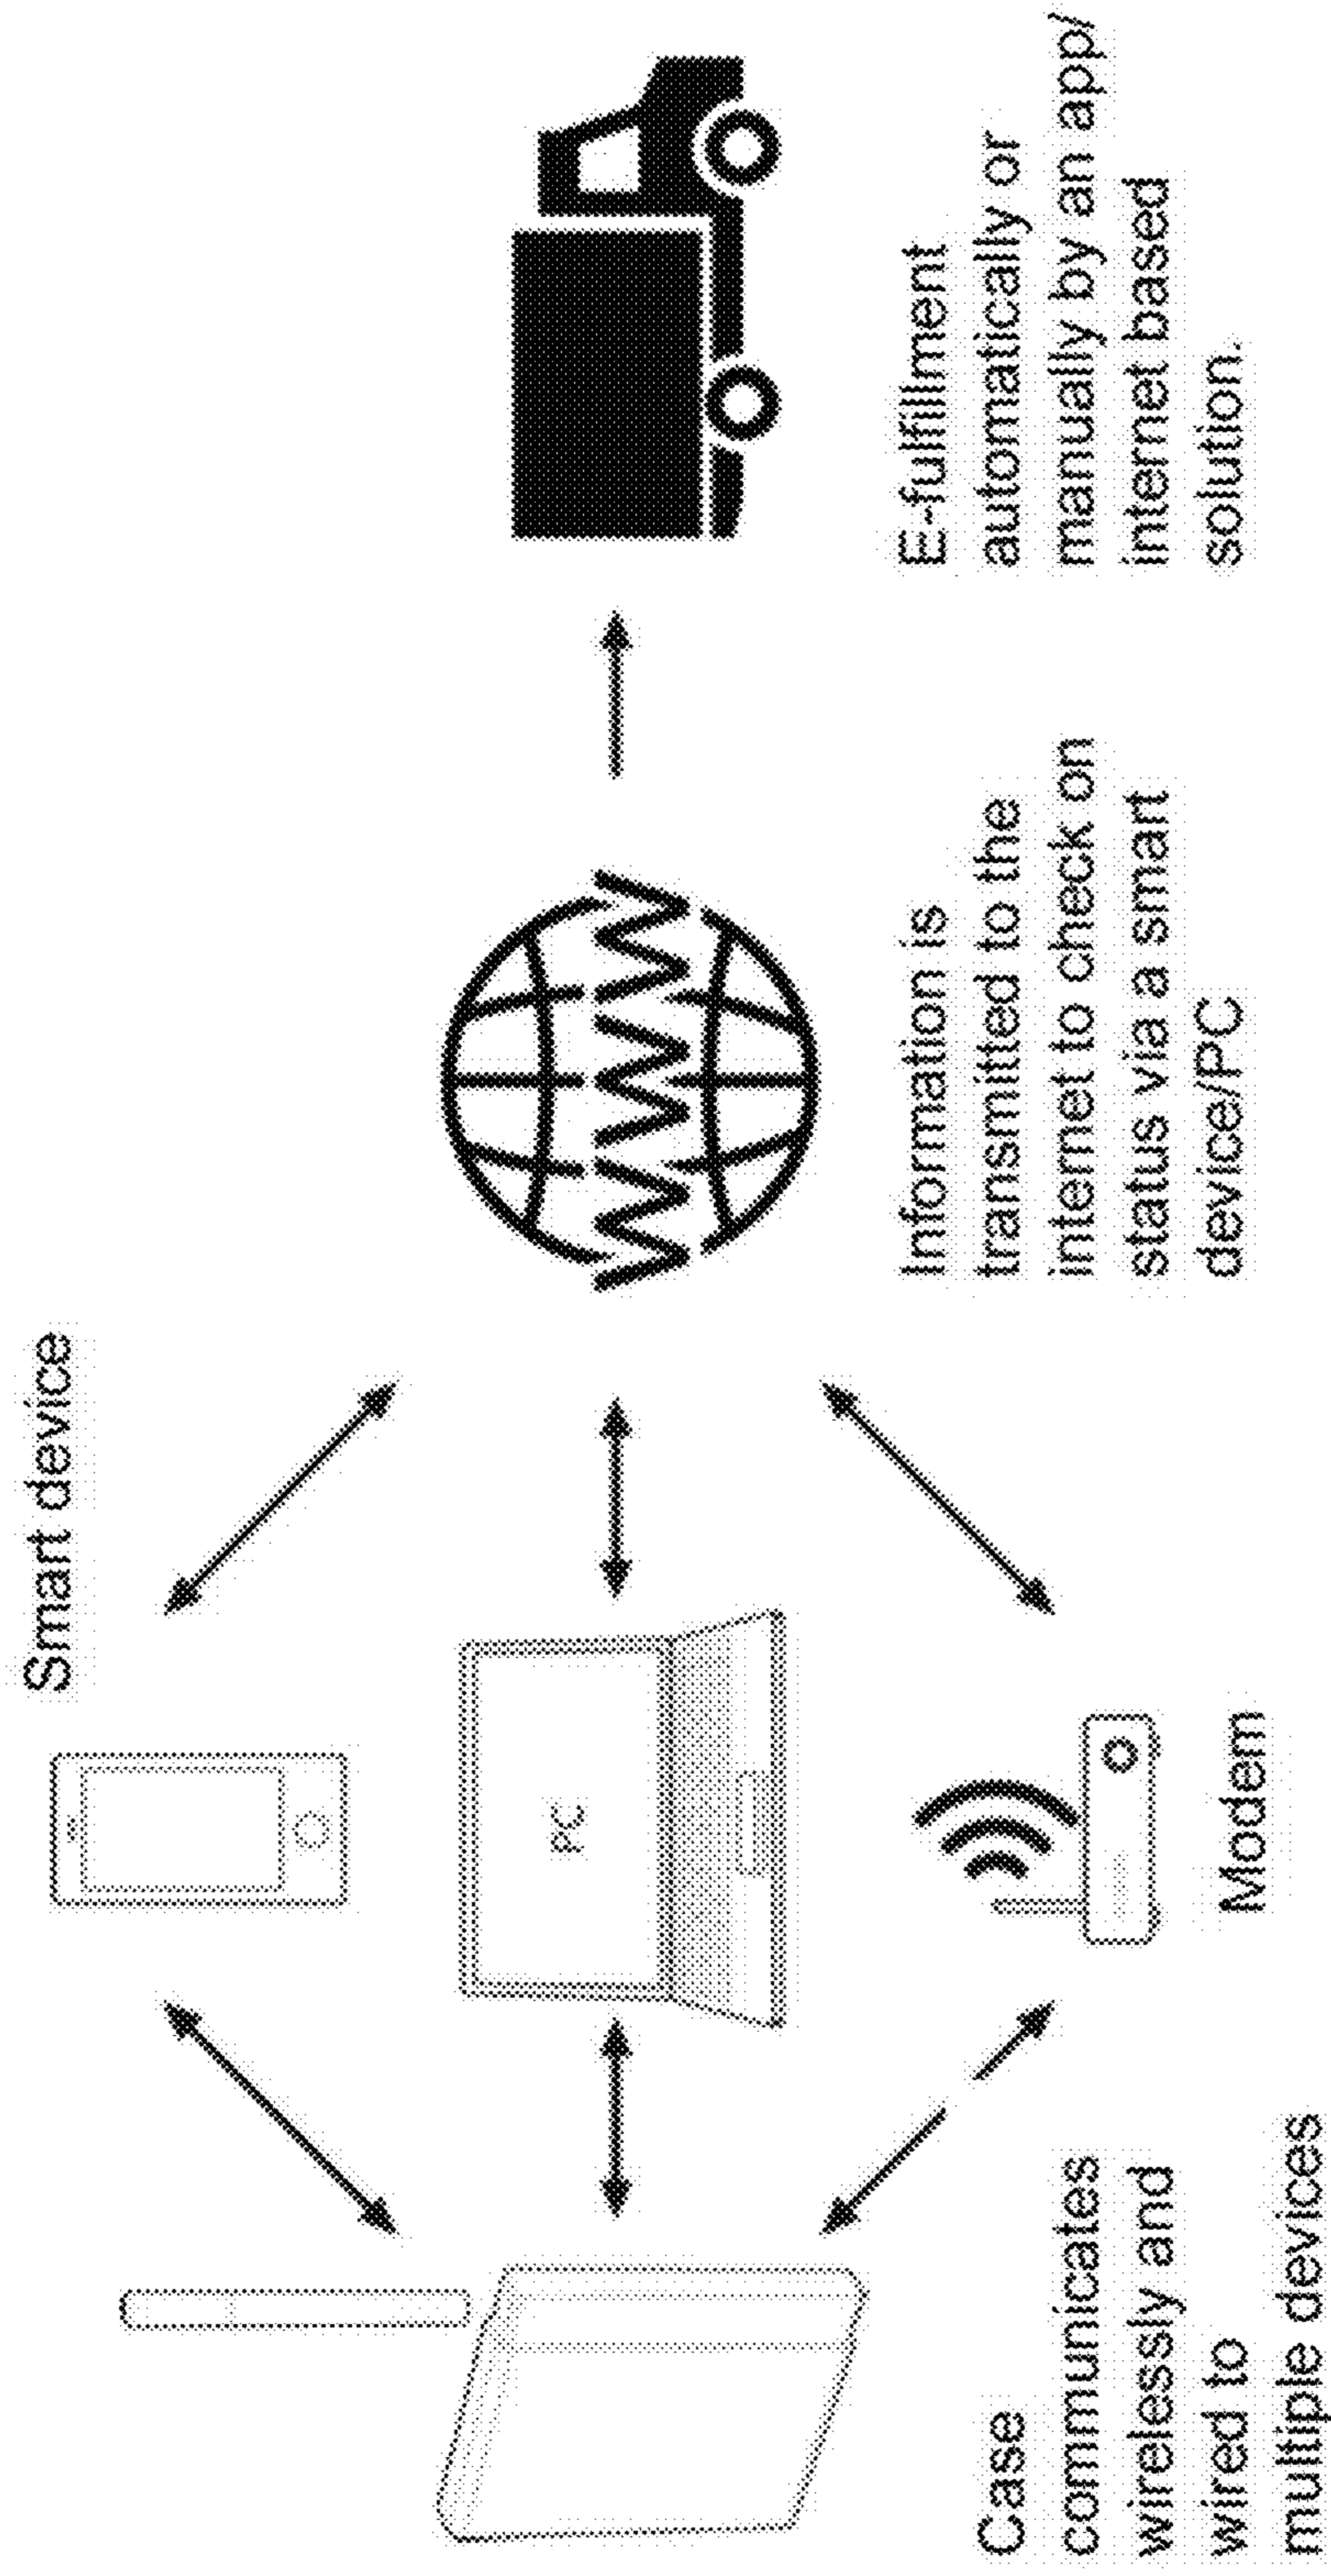 Smart device
PC
WWW
Modem
Case
communicates
wirelessly and
wired to
multiple devices
Information is
transmitted to the
internet to check on
status via a smart
device/PC
E-fulfillment
automatically or
manually by an app/
internet based
solution.